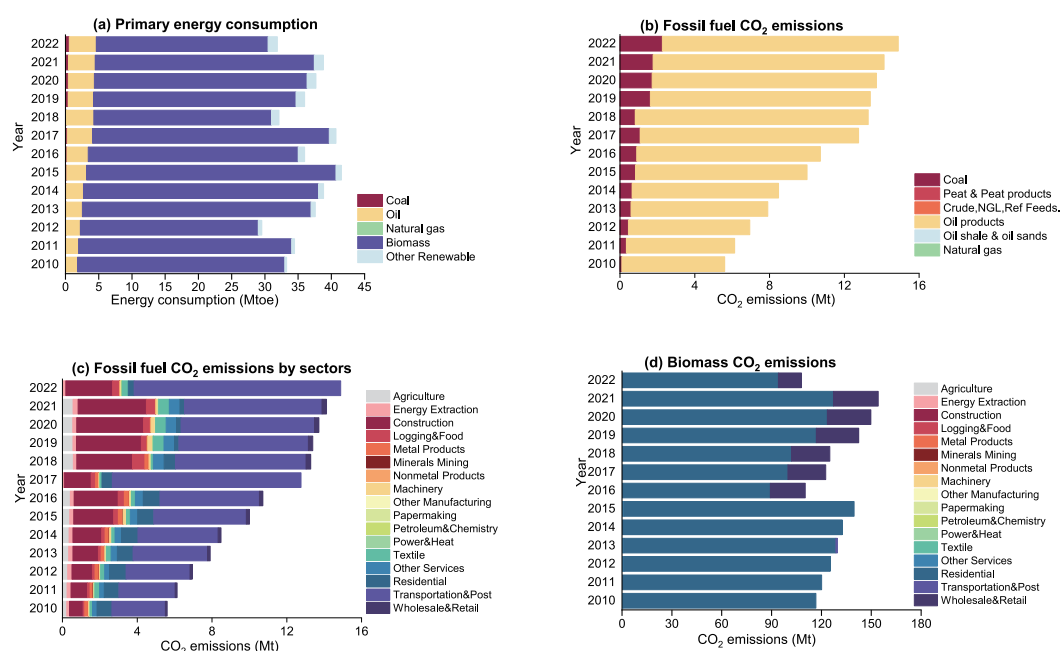 (a) Primary energy consumption
Year
2022
2021
2020
2019
2018
2017
2016
2015
2014
2013
2012
2011
2010
0 5 10 15 20 25 30 35 40 45
Energy consumption (Mtoe)
Coal
Oil
Natural gas
Biomass
Other Renewable
(b) Fossil fuel CO2 emissions
Year
2022
2021
2020
2019
2018
2017
2016
2015
2014
2013
2012
2011
2010
0 4 8 12 16
CO2 emissions (Mt)
Coal
Peat & Peat products
Crude,NGL,Ref Feeds.
Oil products
Oil shale & oil sands
Natural gas
(c) Fossil fuel CO2 emissions by sectors
Year
2022
2021
2020
2019
2018
2017
2016
2015
2014
2013
2012
2011
2010
0 4 8 12 16
CO2 emissions (Mt)
Agriculture
Energy Extraction
Construction
Logging&Food
Metal Products
Minerals Mining
Nonmetal Products
Machinery
Other Manufacturing
Papermaking
Petroleum&Chemistry
Power&Heat
Textile
Other Services
Residential
Transportation&Post
Wholesale&Retail
(d) Biomass CO2 emissions
Year
2022
2021
2020
2019
2018
2017
2016
2015
2014
2013
2012
2011
2010
0 30 60 90 120 150 180
CO2 emissions (Mt)
Agriculture
Energy Extraction
Construction
Logging&Food
Metal Products
Minerals Mining
Nonmetal Products
Machinery
Other Manufacturing
Papermaking
Petroleum&Chemistry
Power&Heat
Textile
Other Services
Residential
Transportation&Post
Wholesale&Retail